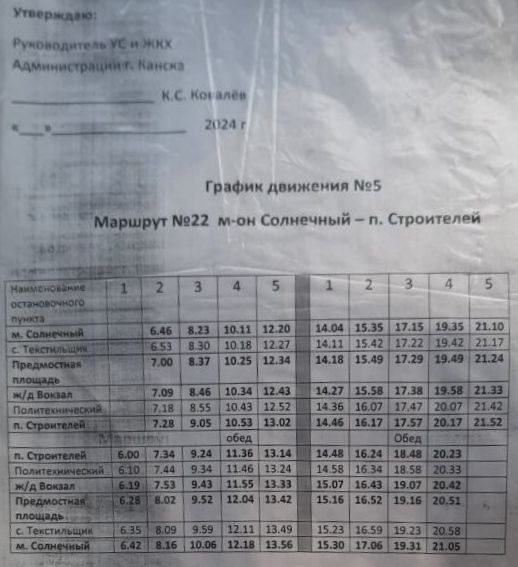 Утверждаю:
Руководитель УС и ЖКХ
Администрации г. Канска
К.С. Ковалёв
«___»_______________ 2024 г
График движения №5
Маршрут №22 м-он Солнечный – п. Строителей
Наименование остановочного пункта 1 2 3 4 5 1 2 3 4 5
м. Солнечный 6.46 8.23 10.11 12.20 14.04 15.35 17.15 19.35 21.10
с. Текстильщик 6.53 8.30 10.18 12.27 14.11 15.42 17.22 19.42 21.17
Предмостная площадь 7.00 8.37 10.25 12.34 14.18 15.49 17.29 19.49 21.24
ж/д Вокзал 7.09 8.46 10.34 12.43 14.27 15.58 17.38 19.58 21.33
Политехнический 7.18 8.55 10.43 12.52 14.36 16.07 17.47 20.07 21.42
п. Строителей 7.28 9.05 10.53 13.02 14.46 16.17 17.57 20.17 21.52
обед Обед
п. Строителей 6.00 7.34 9.24 11.36 13.14 14.48 16.24 18.48 20.23
Политехнический 6.10 7.44 9.34 11.46 13.24 14.58 16.34 18.58 20.33
ж/д Вокзал 6.19 7.53 9.43 11.55 13.33 15.07 16.43 19.07 20.42
Предмостная площадь 6.28 8.02 9.52 12.04 13.42 15.16 16.52 19.16 20.51
с. Текстильщик 6.35 8.09 9.59 12.11 13.49 15.23 16.59 19.23 20.58
м. Солнечный 6.42 8.16 10.06 12.18 13.56 15.30 17.06 19.31 21.05